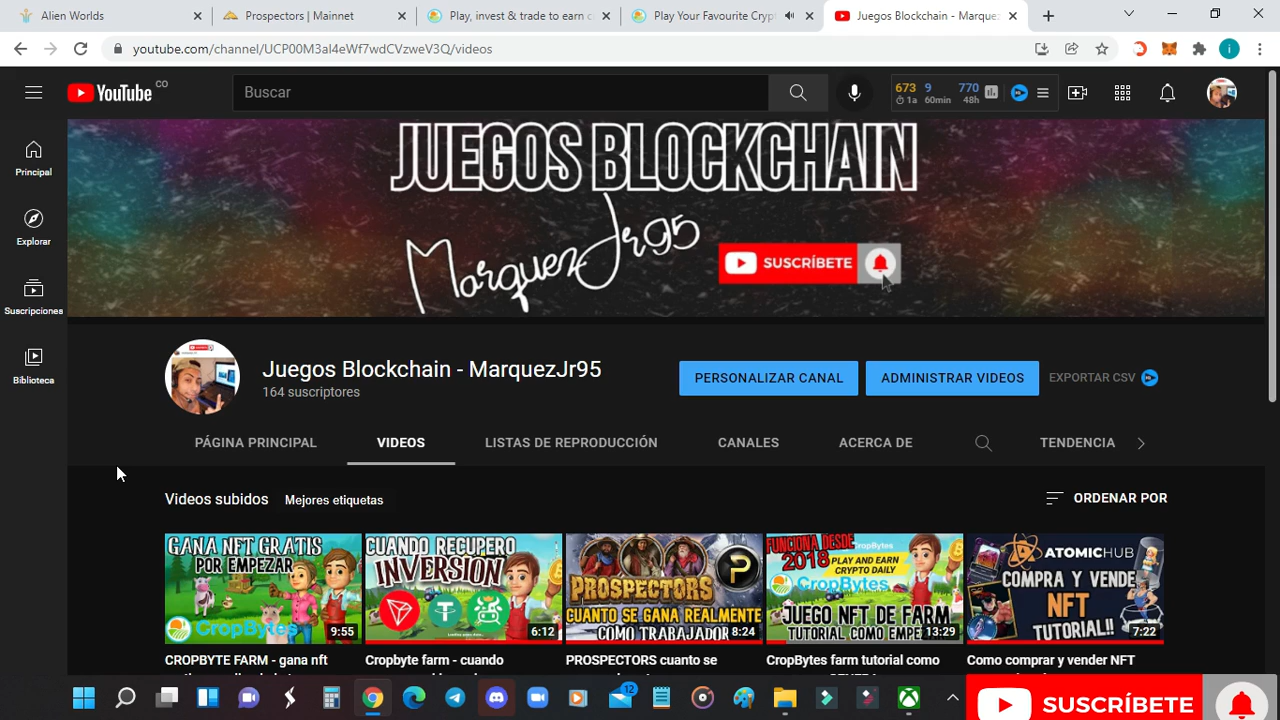 Alien Worlds
Prospectors | Mainnet
Play, invest & trade to earn c
Play Your Favourite Crypt
Juegos Blockchain - Marque
youtube.com/channel/UCP00M3al4eWf7wdCVzweV3Q/videos
i
YouTube CO
Buscar
673 9 770
1a 60min 48h
Principal
Explorar
Suscripciones
Biblioteca
JUEGOS BLOCKCHAIN
MarquezJr95
SUSCRÍBETE
Juegos Blockchain - MarquezJr95
164 suscriptores
PERSONALIZAR CANAL
ADMINISTRAR VIDEOS
EXPORTAR CSV
PÁGINA PRINCIPAL
VIDEOS
LISTAS DE REPRODUCCIÓN
CANALES
ACERCA DE
TENDENCIA
Videos subidos
Mejores etiquetas
ORDENAR POR
GANA NFT GRATIS
POR EMPEZAR
CropBytes
9:55
CUANDO RECUPERO
INVERSION
6:12
PROSPECTORS
CUANTO SE GANA REALMENTE
COMO TRABAJADOR
8:24
FUNCIONA DESDE
2018
CropBytes
PLAY AND EARN
CRYPTO DAILY
CropBytes
JUEGO NFT DE FARM
TUTORIAL COMO EMPEZ
13:29
ATOMICHUB
COMPRA Y VENDE
NFT
TUTORIAL!!
7:22
CROPBYTE FARM - gana nft
Cropbyte farm - cuando
PROSPECTORS cuanto se
CropBytes farm tutorial como
Como comprar y vender NFT
12
SUSCRÍBETE